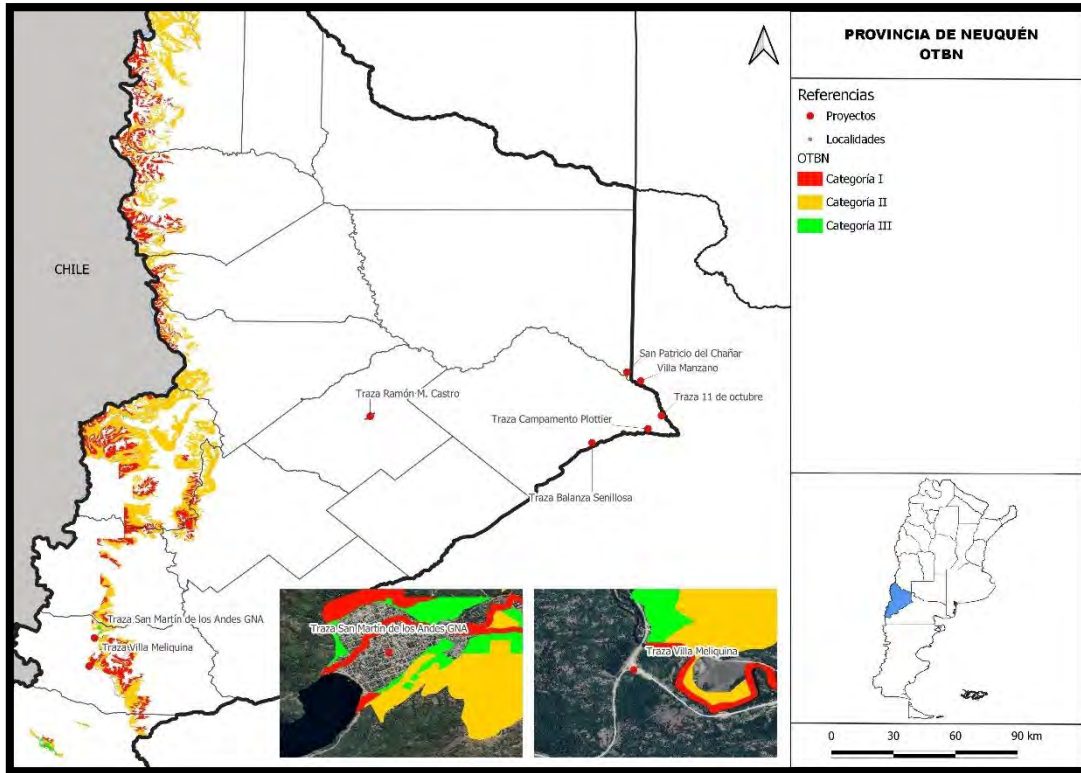 PROVINCIA DE NEUQUÉN
OTBN
Referencias
Proyectos
Localidades
OTBN
Categoría I
Categoría II
Categoría III
CHILE
San Patricio del Chañar
Villa Manzano
Traza Ramón M. Castro
Traza 11 de octubre
Traza Campamento Plottier
Traza Balanza Senillosa
Traza San Martín de los Andes GNA
Traza Villa Meliquina
Traza San Martín de los Andes GNA
Traza Villa Meliquina
0 30 60 90 km